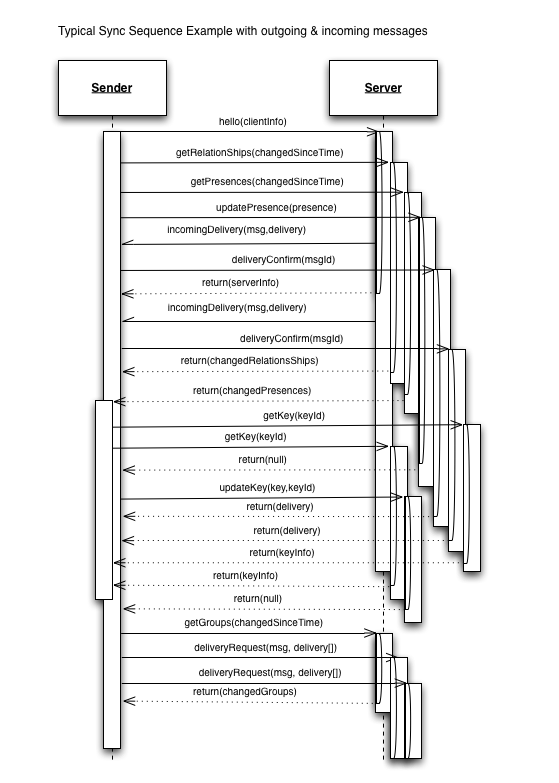 Typical Sync Sequence Example with outgoing & incoming messages
Sender
Server
hello(clientInfo)
getRelationShips(changedSinceTime)
getPresences(changedSinceTime)
updatePresence(presence)
incomingDelivery(msg,delivery)
deliveryConfirm(msgId)
return(serverInfo)
incomingDelivery(msg,delivery)
deliveryConfirm(msgId)
return(changedRelationsShips)
return(changedPresences)
getKey(keyId)
getKey(keyId)
return(null)
updateKey(key,keyId)
return(delivery)
return(delivery)
return(keyInfo)
return(keyInfo)
return(null)
getGroups(changedSinceTime)
deliveryRequest(msg, delivery[])
deliveryRequest(msg, delivery[])
return(changedGroups)